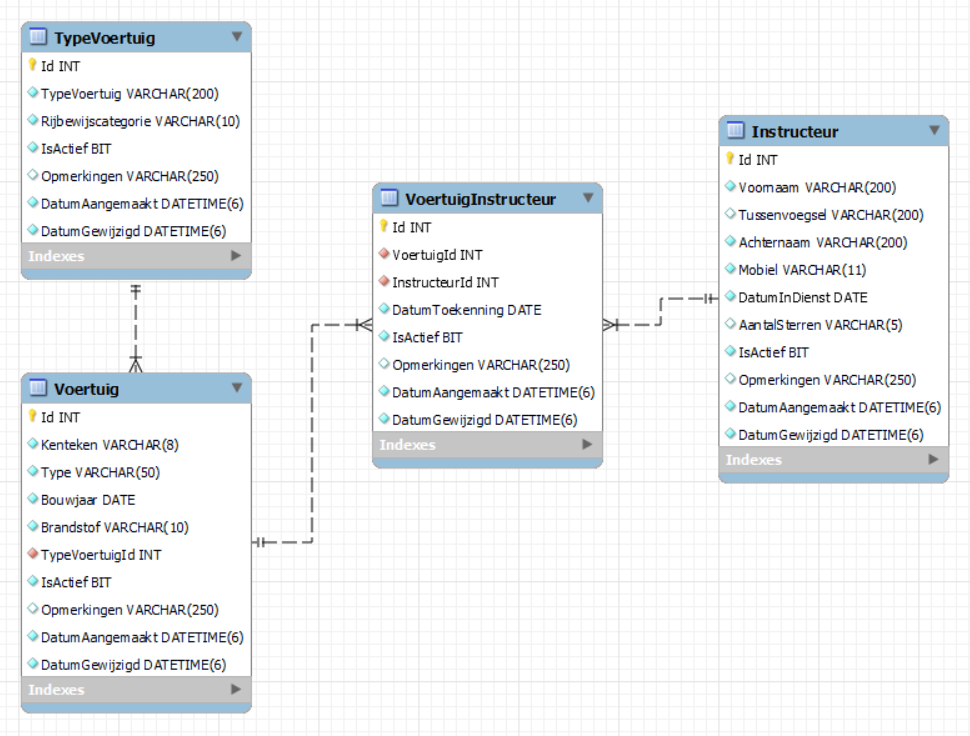 TypeVoertuig
Id INT
TypeVoertuig VARCHAR(200)
Rijbewijscategorie VARCHAR(10)
IsActief BIT
Opmerkingen VARCHAR(250)
DatumAangemaakt DATETIME(6)
DatumGewijzigd DATETIME(6)
Indexes
Voertuig
Id INT
Kenteken VARCHAR(8)
Type VARCHAR(50)
Bouwjaar DATE
Brandstof VARCHAR(10)
TypeVoertuigId INT
IsActief BIT
Opmerkingen VARCHAR(250)
DatumAangemaakt DATETIME(6)
DatumGewijzigd DATETIME(6)
Indexes
VoertuigInstructeur
Id INT
VoertuigId INT
InstructeurId INT
DatumToekenning DATE
IsActief BIT
Opmerkingen VARCHAR(250)
DatumAangemaakt DATETIME(6)
DatumGewijzigd DATETIME(6)
Indexes
Instructeur
Id INT
Voornaam VARCHAR(200)
Tussenvoegsel VARCHAR(200)
Achternaam VARCHAR(200)
Mobiel VARCHAR(11)
DatumInDienst DATE
AantalSterren VARCHAR(5)
IsActief BIT
Opmerkingen VARCHAR(250)
DatumAangemaakt DATETIME(6)
DatumGewijzigd DATETIME(6)
Indexes